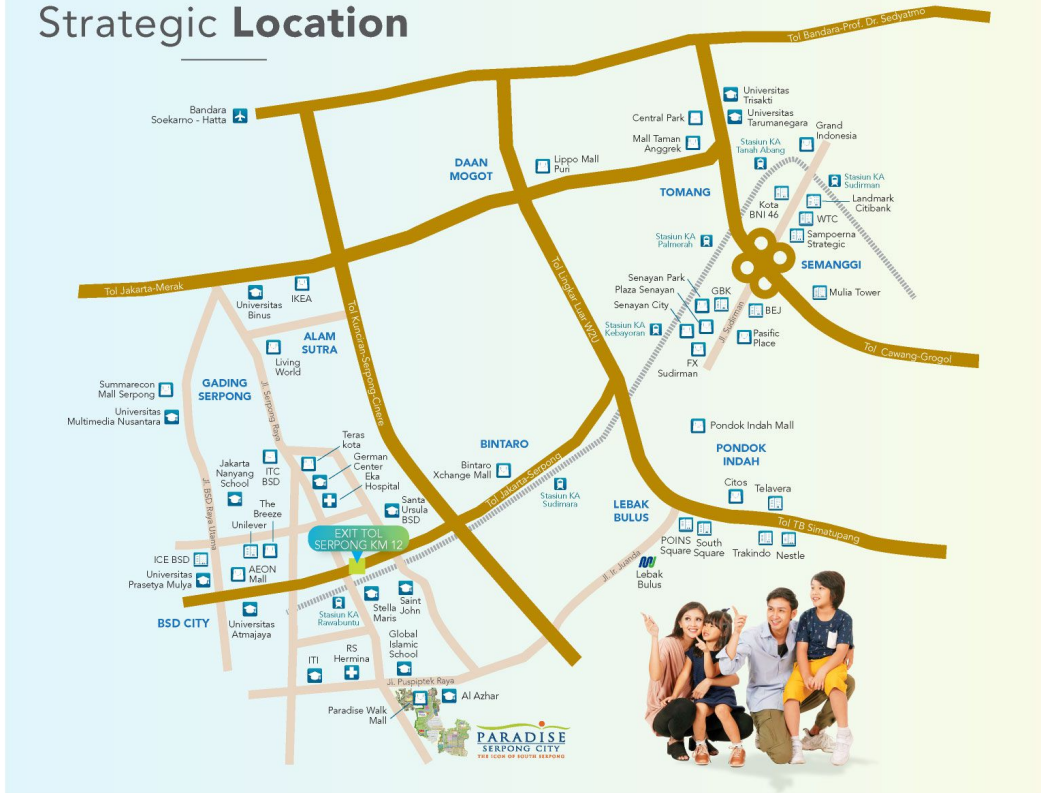 Strategic Location
Tol Bandara-Prof. Dr. Sedyatmo
Bandara
Soekarno - Hatta
Universitas
Trisakti
Universitas
Tarumanegara
Central Park
Mall Taman
Anggrek
Grand
Indonesia
Stasiun KA
Tanah Abang
DAAN
MOGOT
Lippo Mall
Puri
TOMANG
Stasiun KA
Sudirman
Kota
BNI 46
Landmark
Citibank
WTC
Sampoerna
Strategic
Stasiun KA
Palmerah
SEMANGGI
Tol Jakarta-Merak
Universitas
Binus
IKEA
Tol Kunciran-Serpong-Cinere
Tol Lingkar Luar W2U
Senayan Park
Plaza Senayan
Senayan City
GBK
Mulia Tower
BEJ
Stasiun KA
Kebayoran
Jl. Sudirman
Pasific
Place
FX
Sudirman
Tol Cawang-Grogol
ALAM
SUTRA
Living
World
GADING
SERPONG
Jl. Serpong Raya
Summarecon
Mall Serpong
Universitas
Multimedia Nusantara
Pondok Indah Mall
PONDOK
INDAH
Teras
kota
German
Center
Eka
Hospital
BINTARO
Bintaro
Xchange Mall
Tol Jakarta-Serpong
Stasiun KA
Sudimara
Jakarta
Nanyang
School
ITC
BSD
The
Breeze
Unilever
Jl. BSD Raya Utama
Santa
Ursula
BSD
Citos
Telavera
LEBAK
BULUS
Tol TB Simatupang
POINS
Square
South
Square
Trakindo
Nestle
EXIT TOL
SERPONG KM 12
ICE BSD
Universitas
Prasetya Mulya
AEON
Mall
Jl. Ir. Juanda
Lebak
Bulus
BSD CITY
Universitas
Atmajaya
Stasiun KA
Rawabuntu
Stella
Maris
Saint
John
Global
Islamic
School
ITI
RS
Hermina
Jl. Puspiptek Raya
Al Azhar
Paradise Walk
Mall
PARADISE
SERPONG CITY
THE ICON OF SOUTH SERPONG